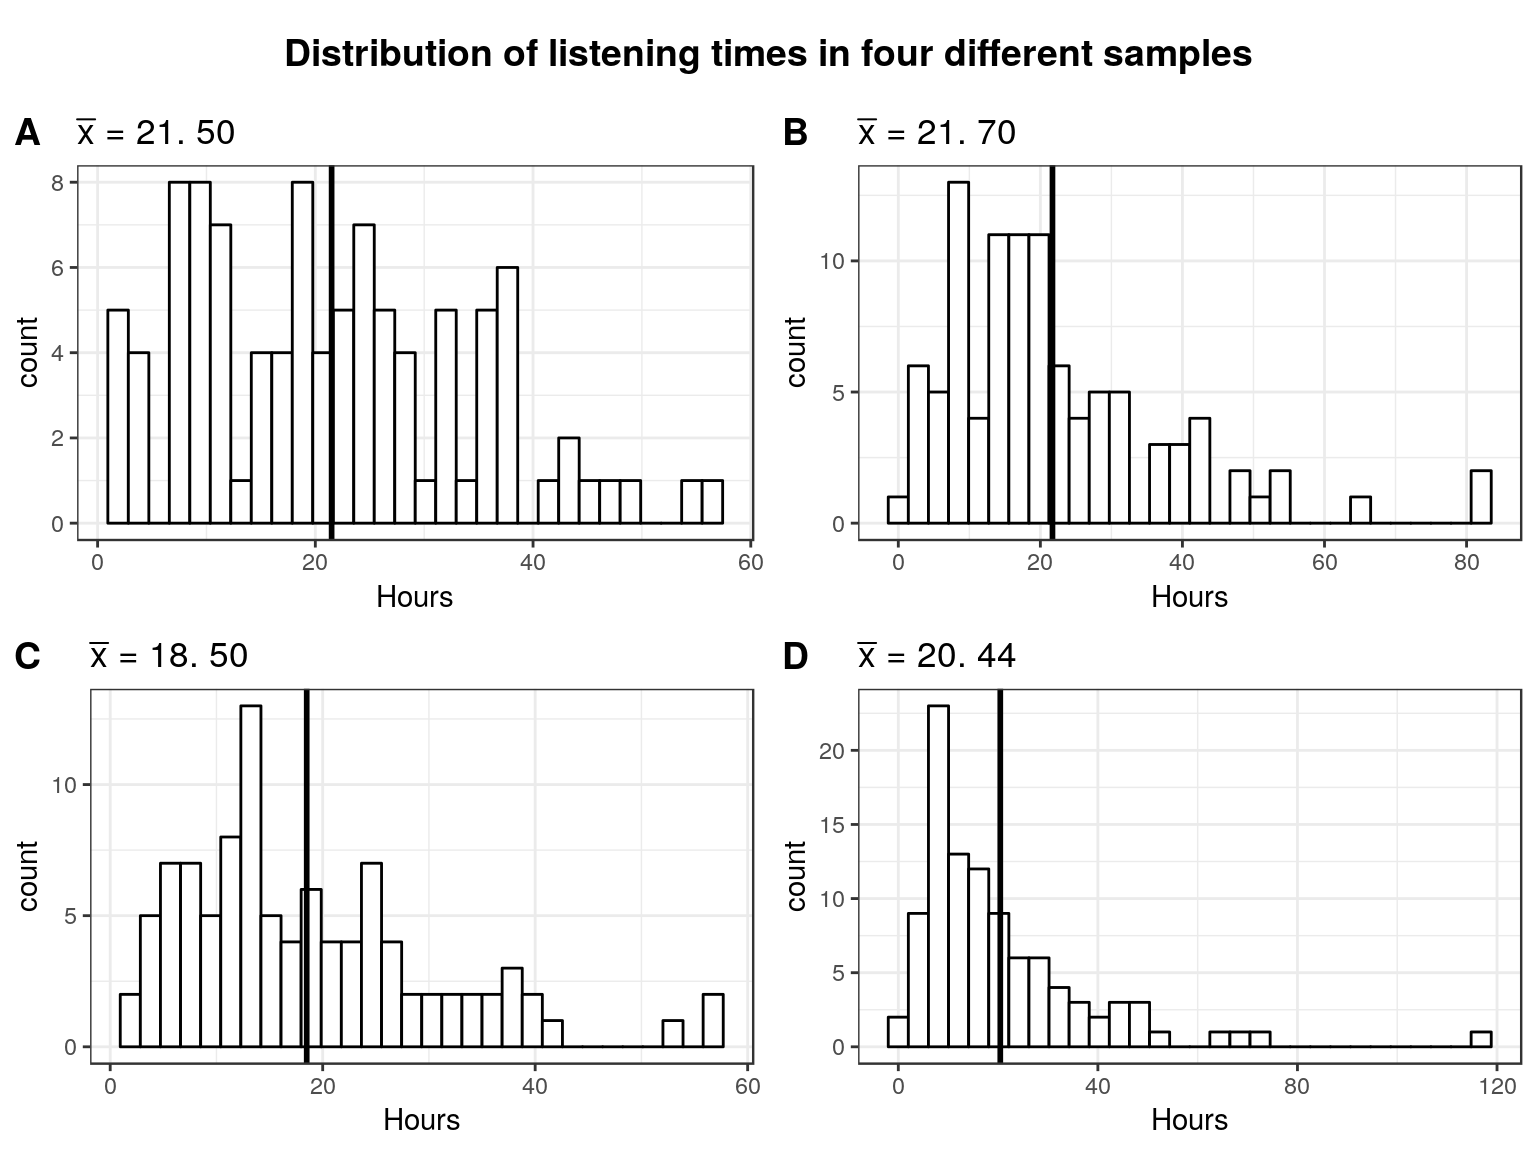 Distribution of listening times in four different samples
A x̅ = 21. 50
B x̅ = 21. 70
8
6
4
2
0
count
0 20 40 60
Hours
10
5
0
count
0 20 40 60 80
Hours
C x̅ = 18. 50
D x̅ = 20. 44
10
5
0
count
0 20 40 60
Hours
20
15
10
5
0
count
0 40 80 120
Hours